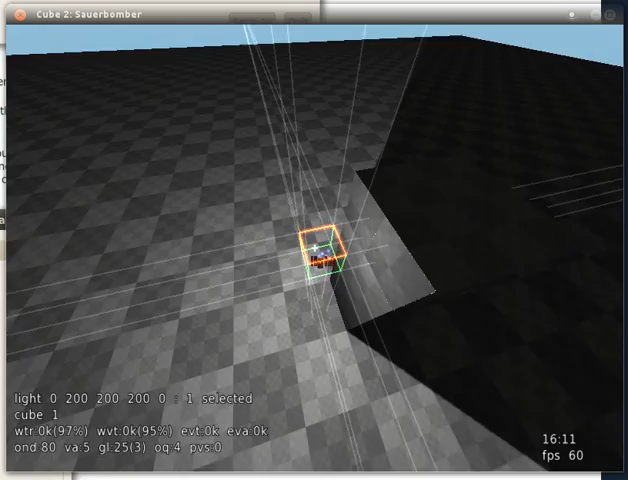 Cube 2: Sauerbomber
light 0 200 200 200 0 : 1 selected
cube 1
wtr:0k(97%) wvt:0k(95%) evt:0k eva:0k
ond:80 va:5 gl:25(3) oq:4 pvs:0
16:11
fps 60